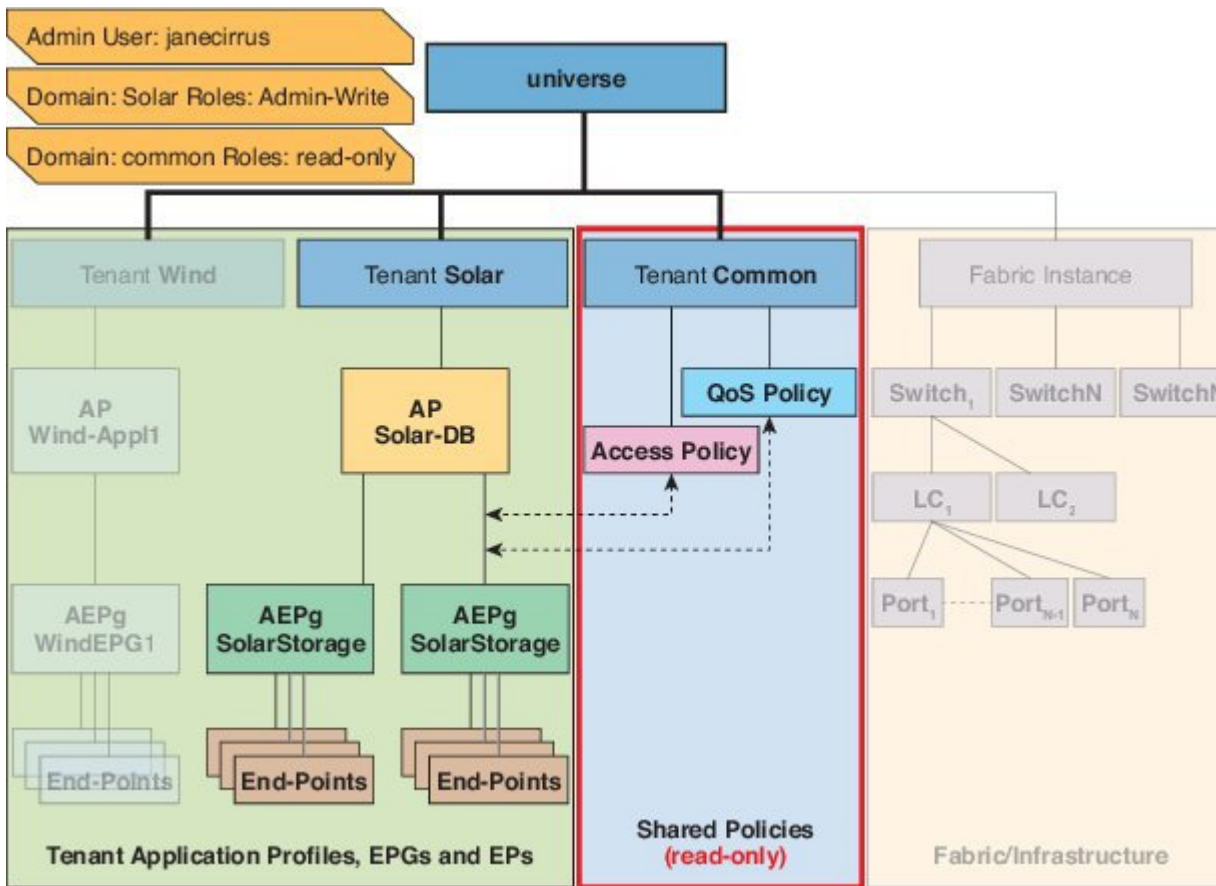 Admin User: janecirrus
Domain: Solar Roles: Admin-Write
Domain: common Roles: read-only
universe
Tenant Wind
Tenant Solar
Tenant Common
Fabric Instance
AP
Wind-Appl1
AP
Solar-DB
QoS Policy
Access Policy
Switch1
SwitchN
SwitchN
LC1
LC2
AEPg
WindEPG1
AEPg
SolarStorage
AEPg
SolarStorage
Port1
PortN-1
PortN
End-Points
End-Points
End-Points
Tenant Application Profiles, EPGs and EPs
Shared Policies
(read-only)
Fabric/Infrastructure